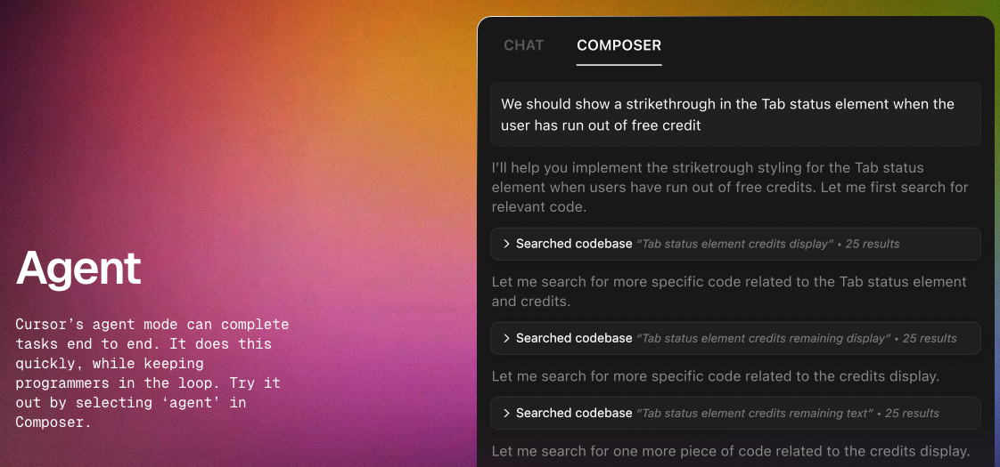 Agent
Cursor’s agent mode can complete
tasks end to end. It does this
quickly, while keeping
programmers in the loop. Try it
out by selecting ‘agent’ in
Composer.
CHAT COMPOSER
We should show a strikethrough in the Tab status element when the
user has run out of free credit
I’ll help you implement the striketrough styling for the Tab status
element when users have run out of free credits. Let me first search for
relevant code.
Searched codebase “Tab status element credits display” • 25 results
Let me search for more specific code related to the Tab status element
and credits.
Searched codebase “Tab status element credits remaining display” • 25 results
Let me search for more specific code related to the credits display.
Searched codebase “Tab status element credits remaining text” • 25 results
Let me search for one more piece of code related to the credits display.